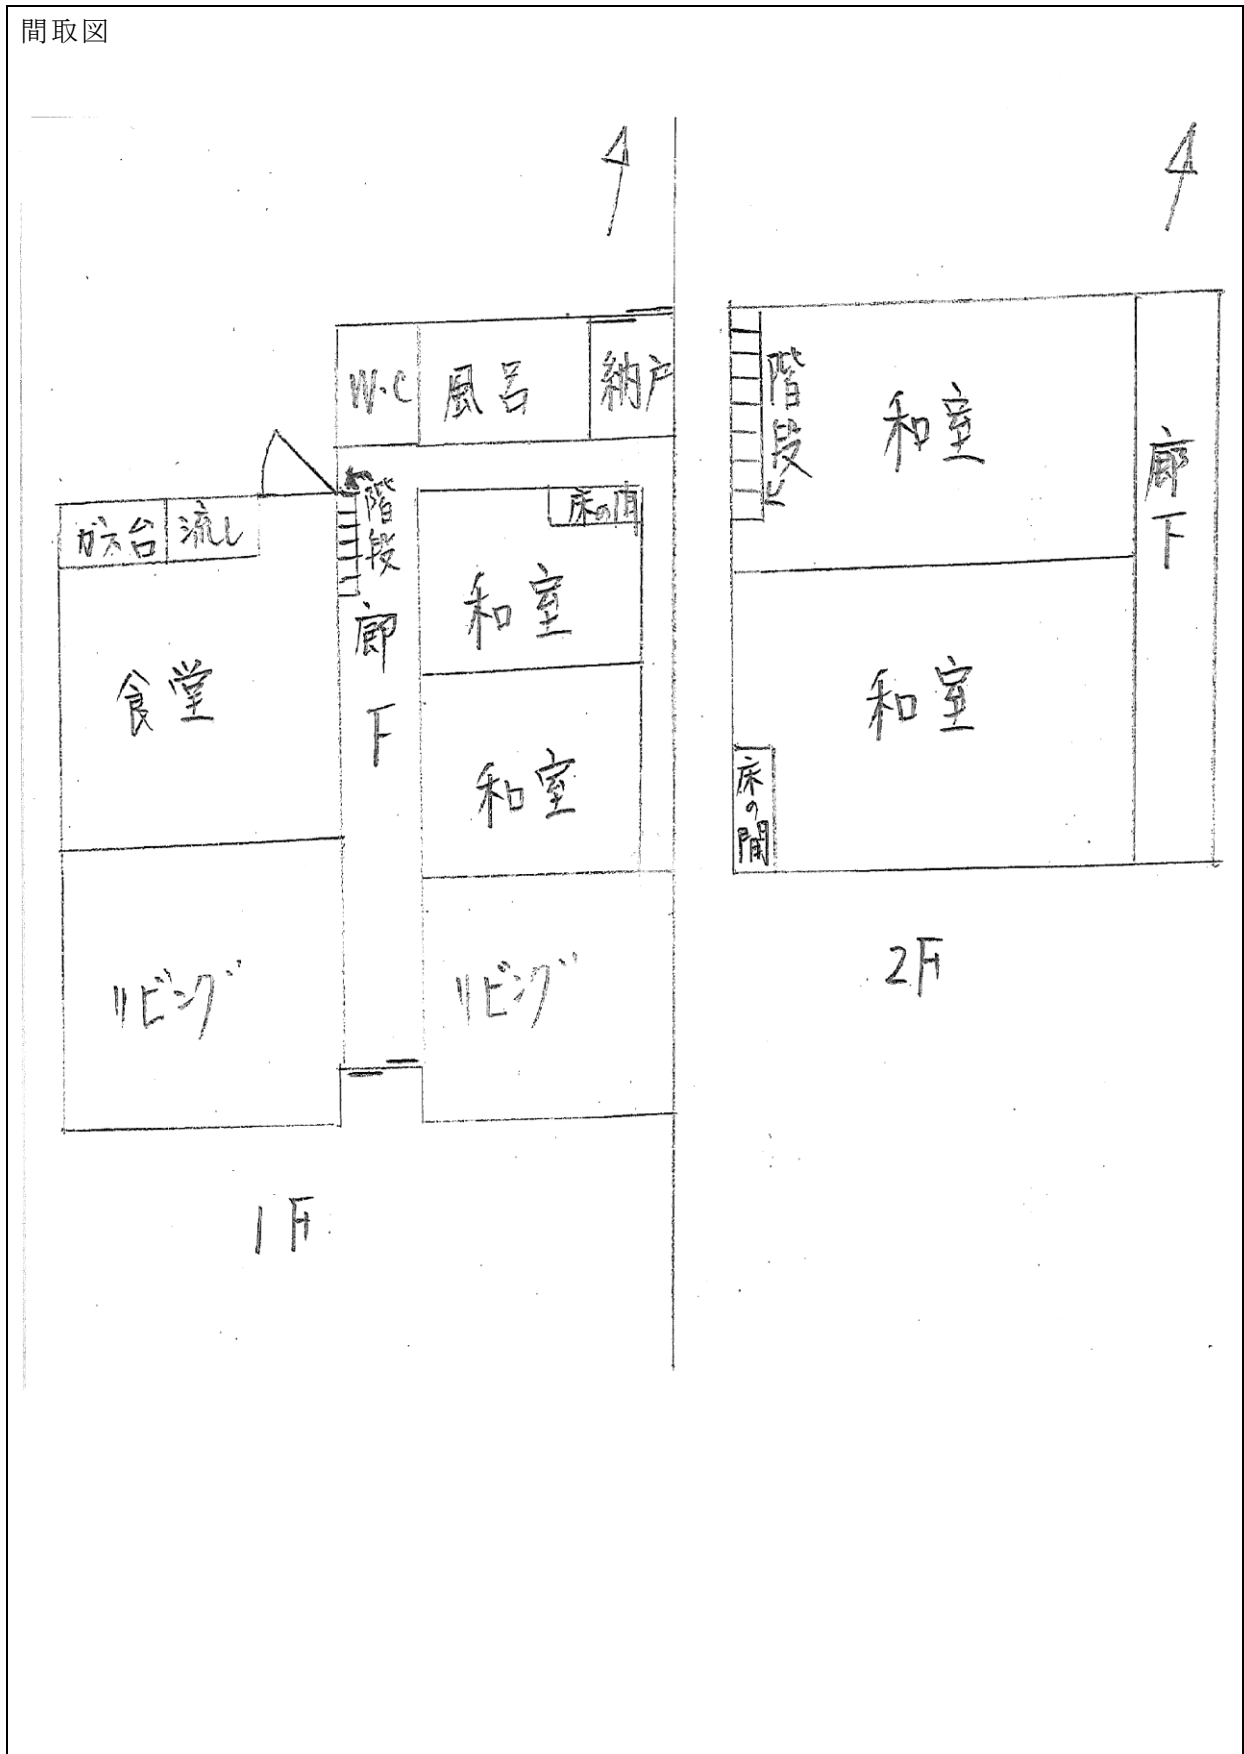 間取図
W.C
風呂
納戸
ガス台
流し
階段
床の間
和室
廊下
食堂
和室
リビング
リビング
1F
階段
和室
廊下
和室
床の間
2F